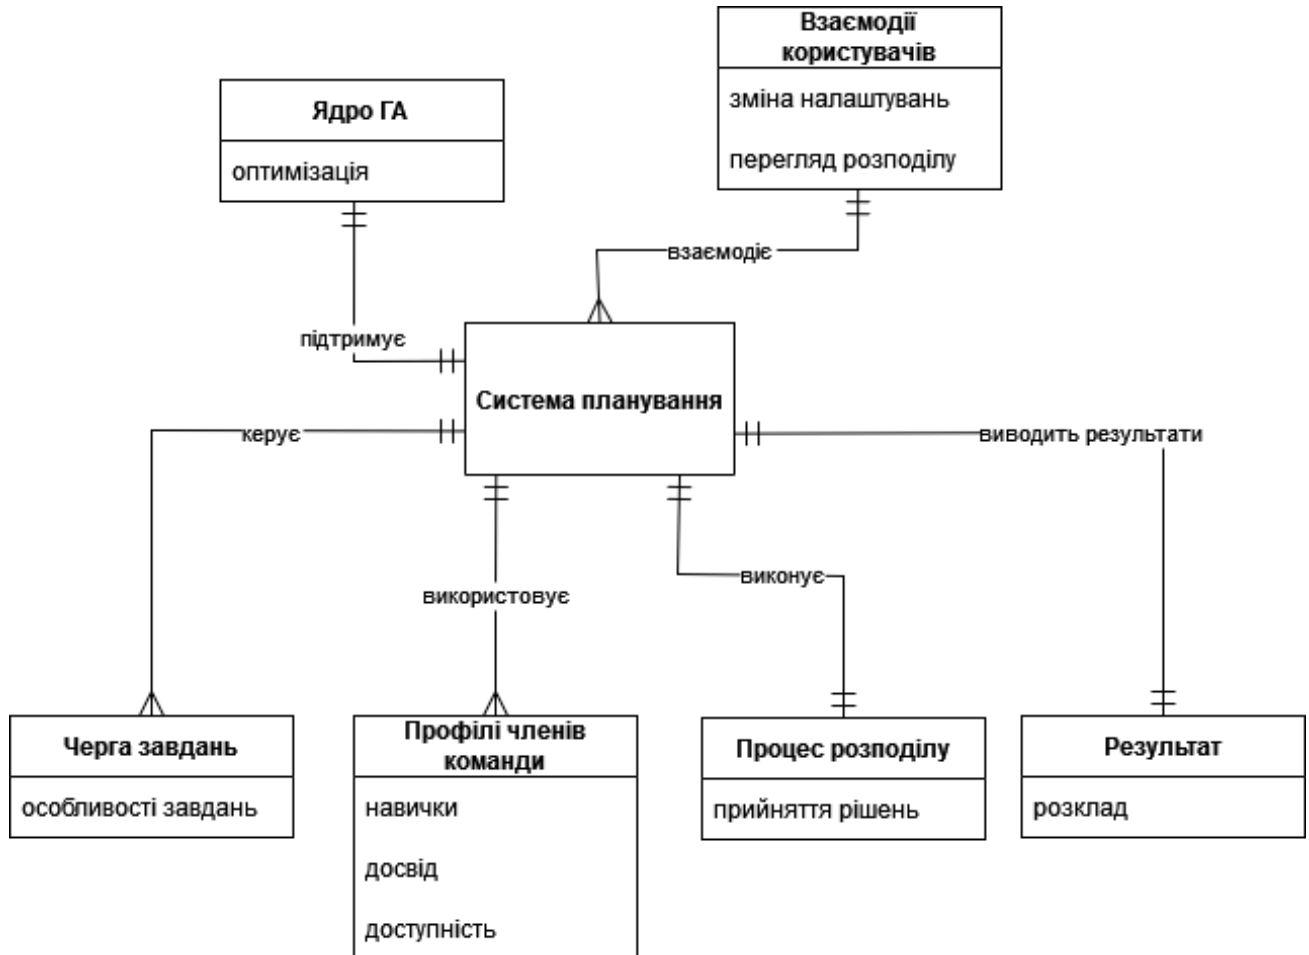 Взаємодії
користувачів
зміна налаштувань
перегляд розподілу
Ядро ГА
оптимізація
взаємодіє
підтримує
Система планування
керує
виводить результати
використовує
виконує
Черга завдань
особливості завдань
Профілі членів
команди
навички
досвід
доступність
Процес розподілу
прийняття рішень
Результат
розклад